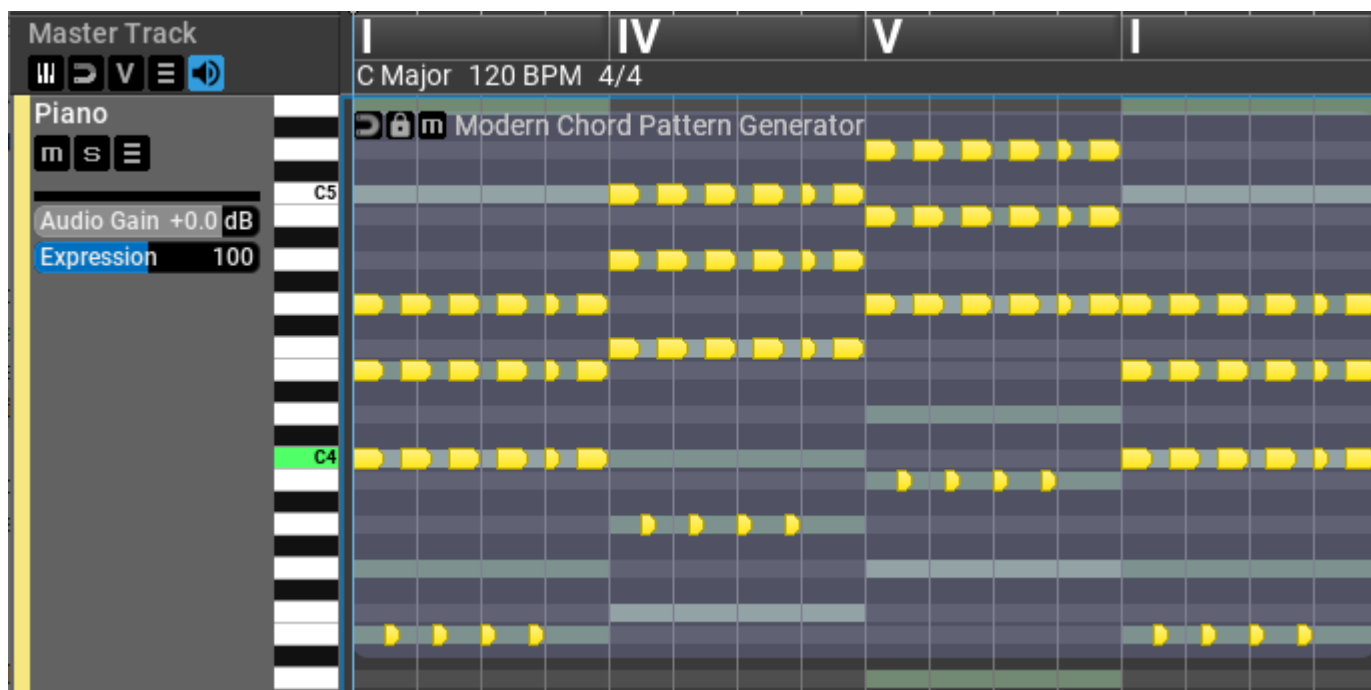 Master Track
I IV V I
V
C Major 120 BPM 4/4
Piano
m Modern Chord Pattern Generator
m s
C5
Audio Gain +0.0 dB
Expression 100
C4